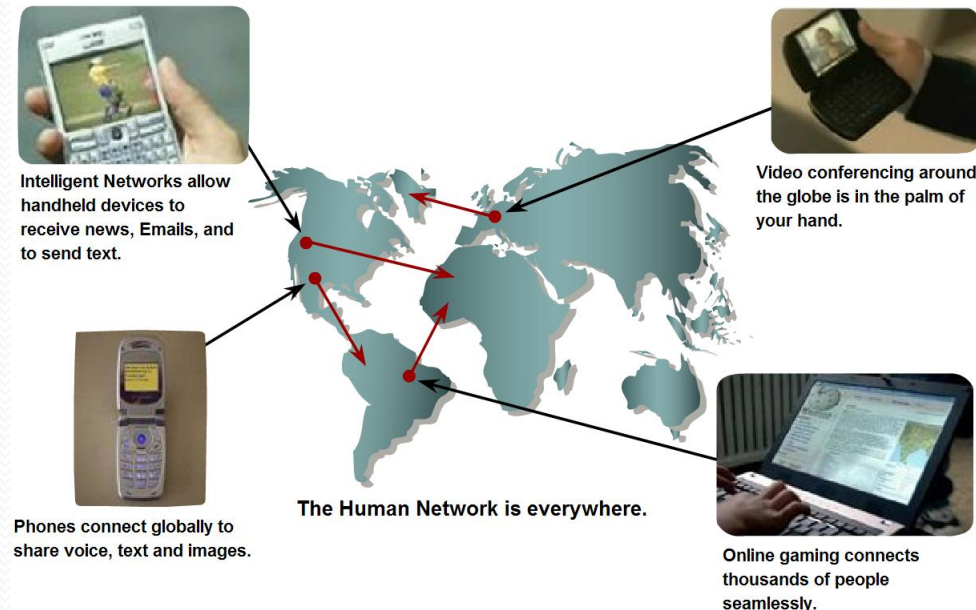 Intelligent Networks allow
handheld devices to
receive news, Emails, and
to send text.
Video conferencing around
the globe is in the palm of
your hand.
Phones connect globally to
share voice, text and images.
The Human Network is everywhere.
Online gaming connects
thousands of people
seamlessly.